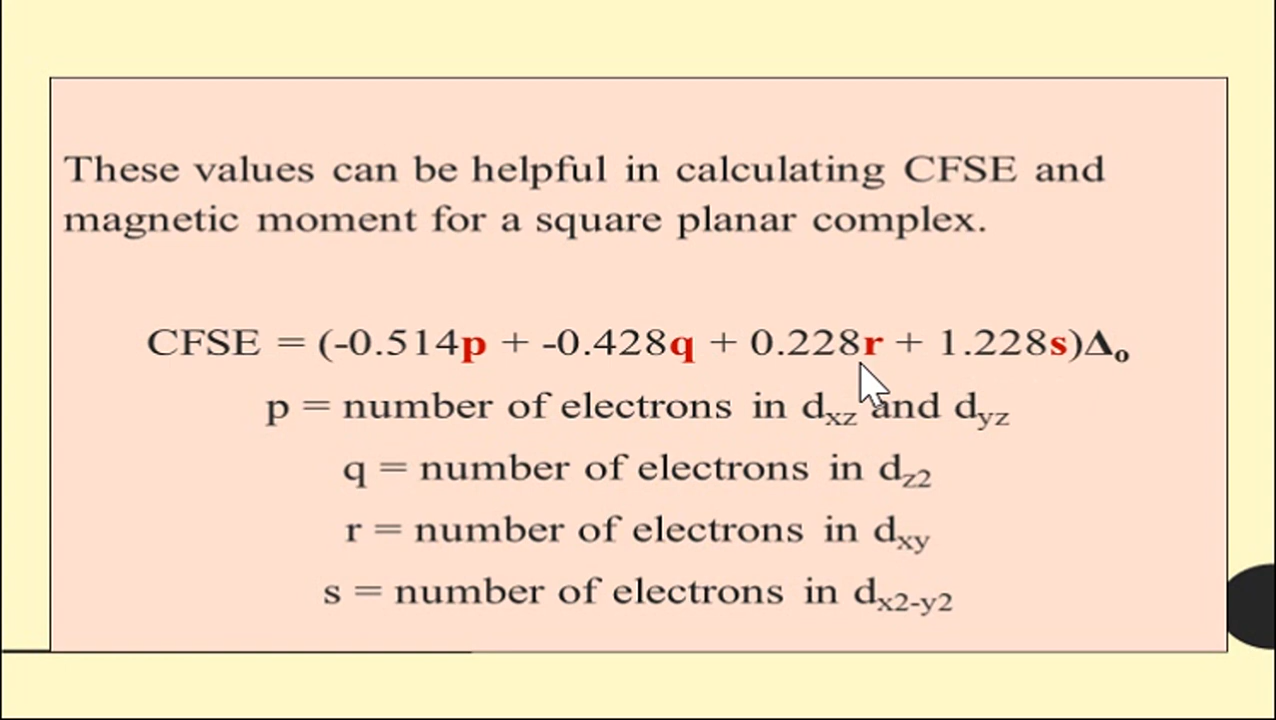 These values can be helpful in calculating CFSE and
magnetic moment for a square planar complex.
CFSE = (-0.514p + -0.428q + 0.228r + 1.228s)Δₒ
p = number of electrons in dxz and dyz
q = number of electrons in dz2
r = number of electrons in dxy
s = number of electrons in dx2-y2